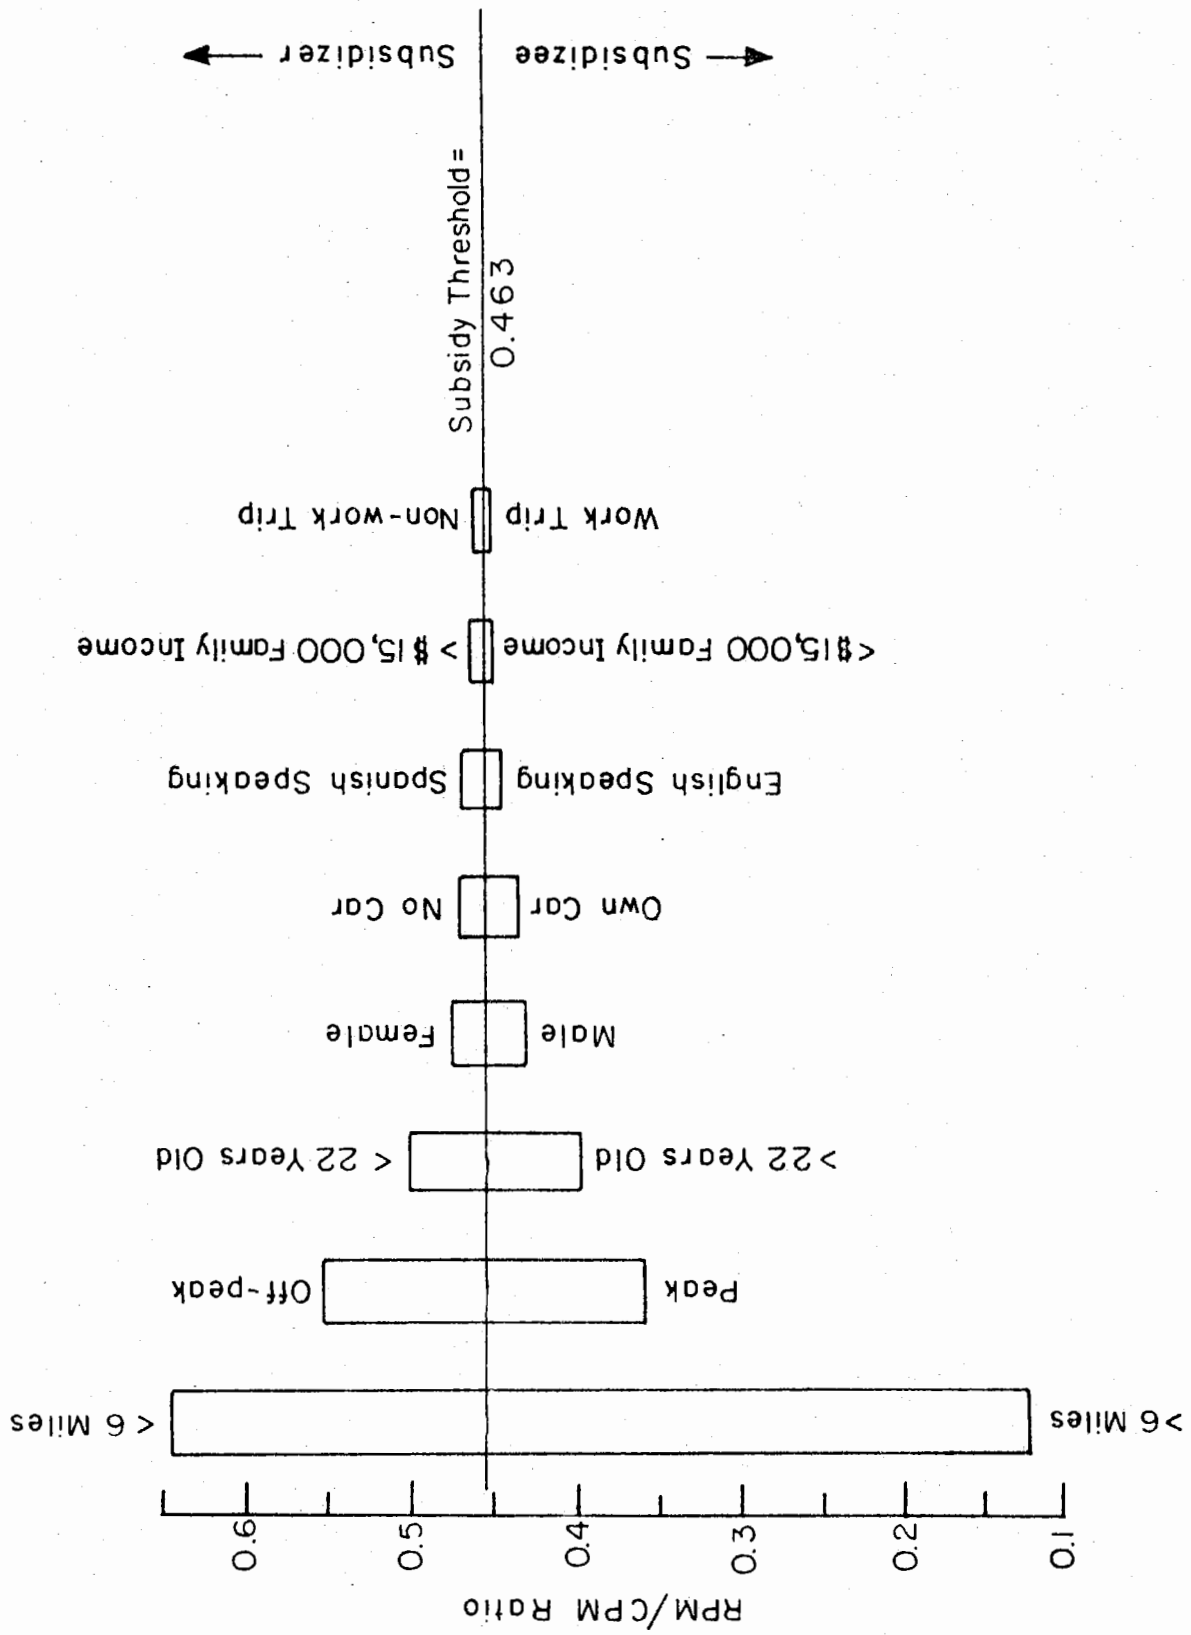 RPM/CPM Ratio
0.1 0.2 0.3 0.4 0.5 0.6
>6 Miles < 6 Miles
Peak Off-peak
>22 Years Old < 22 Years Old
Male Female
Own Car No Car
English Speaking Spanish Speaking
<$15,000 Family Income > $15,000 Family Income
Work Trip Non-work Trip
Subsidy Threshold =
0.463
Subsidizee Subsidizer